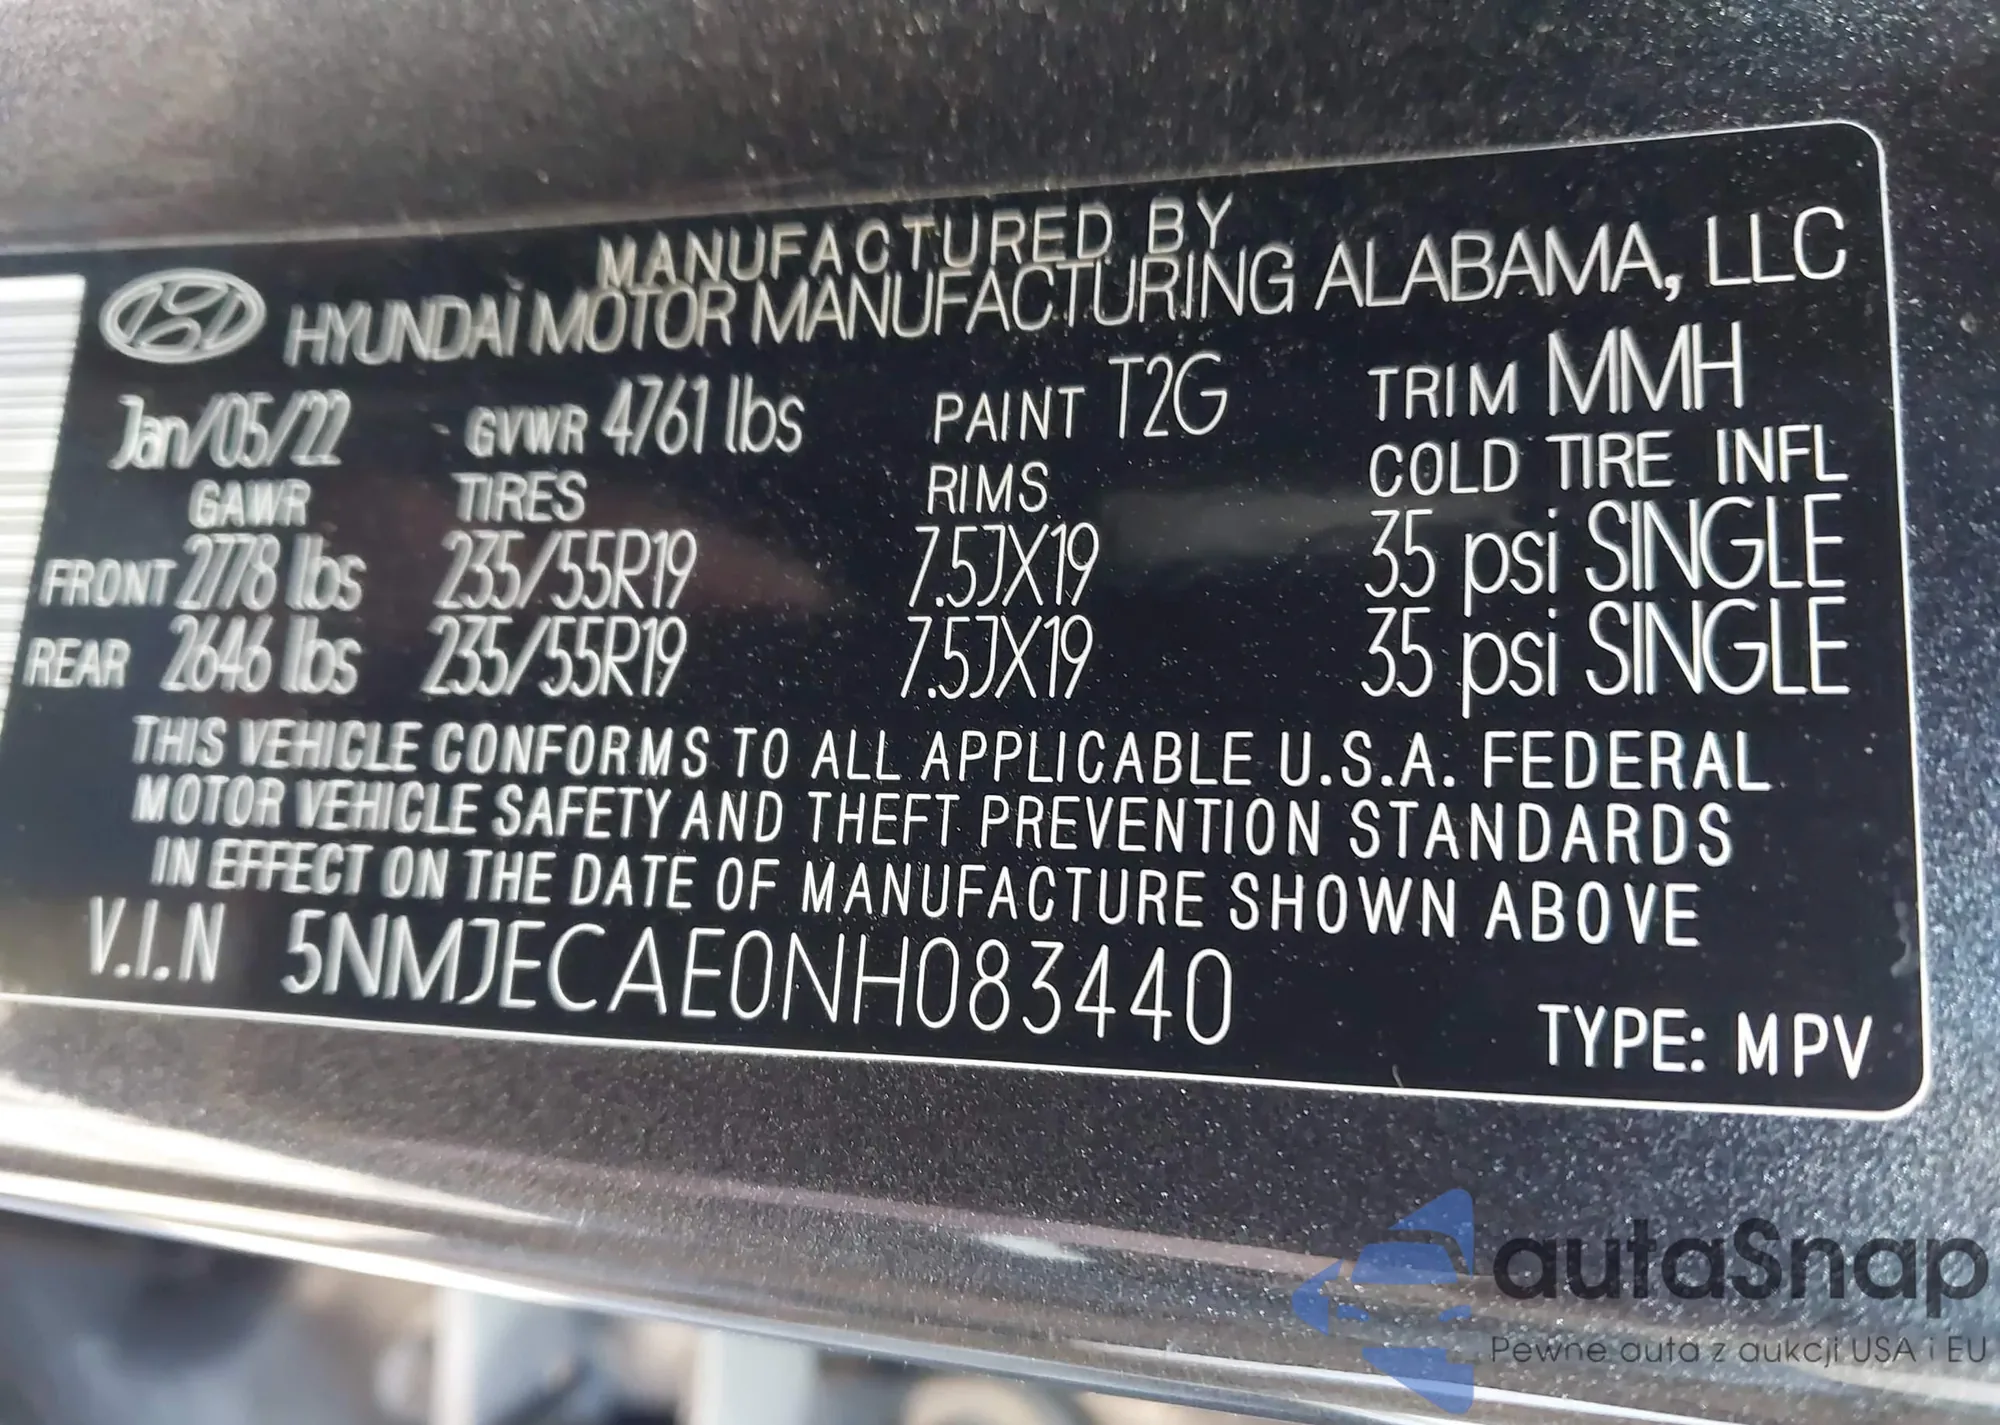 MANUFACTURED BY
HYUNDAI MOTOR MANUFACTURING ALABAMA, LLC
Jan/05/22 GVWR 4761 lbs PAINT T2G TRIM MMH
GAWR TIRES RIMS COLD TIRE INFL
FRONT 2778 lbs 235/55R19 7.5JX19 35 psi SINGLE
REAR 2646 lbs 235/55R19 7.5JX19 35 psi SINGLE
THIS VEHICLE CONFORMS TO ALL APPLICABLE U.S.A. FEDERAL
MOTOR VEHICLE SAFETY AND THEFT PREVENTION STANDARDS
IN EFFECT ON THE DATE OF MANUFACTURE SHOWN ABOVE
V.I.N 5NMJECAE0NH083440
TYPE: MPV
autaSnap
Pewne auta z aukcji USA i EU